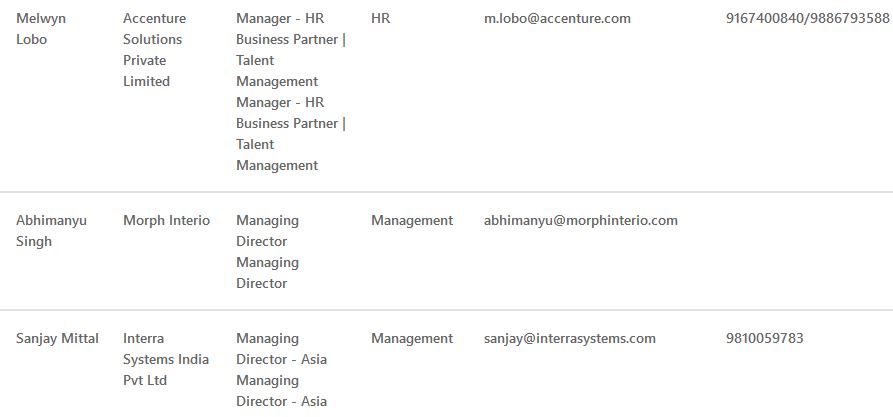 Melwyn Lobo
Accenture Solutions Private Limited
Manager - HR Business Partner | Talent Management Manager - HR Business Partner | Talent Management
HR
m.lobo@accenture.com
9167400840/9886793588
Abhimanyu Singh
Morph Interio
Managing Director Managing Director
Management
abhimanyu@morphinterio.com
Sanjay Mittal
Interra Systems India Pvt Ltd
Managing Director - Asia Managing Director - Asia
Management
sanjay@interrasystems.com
9810059783